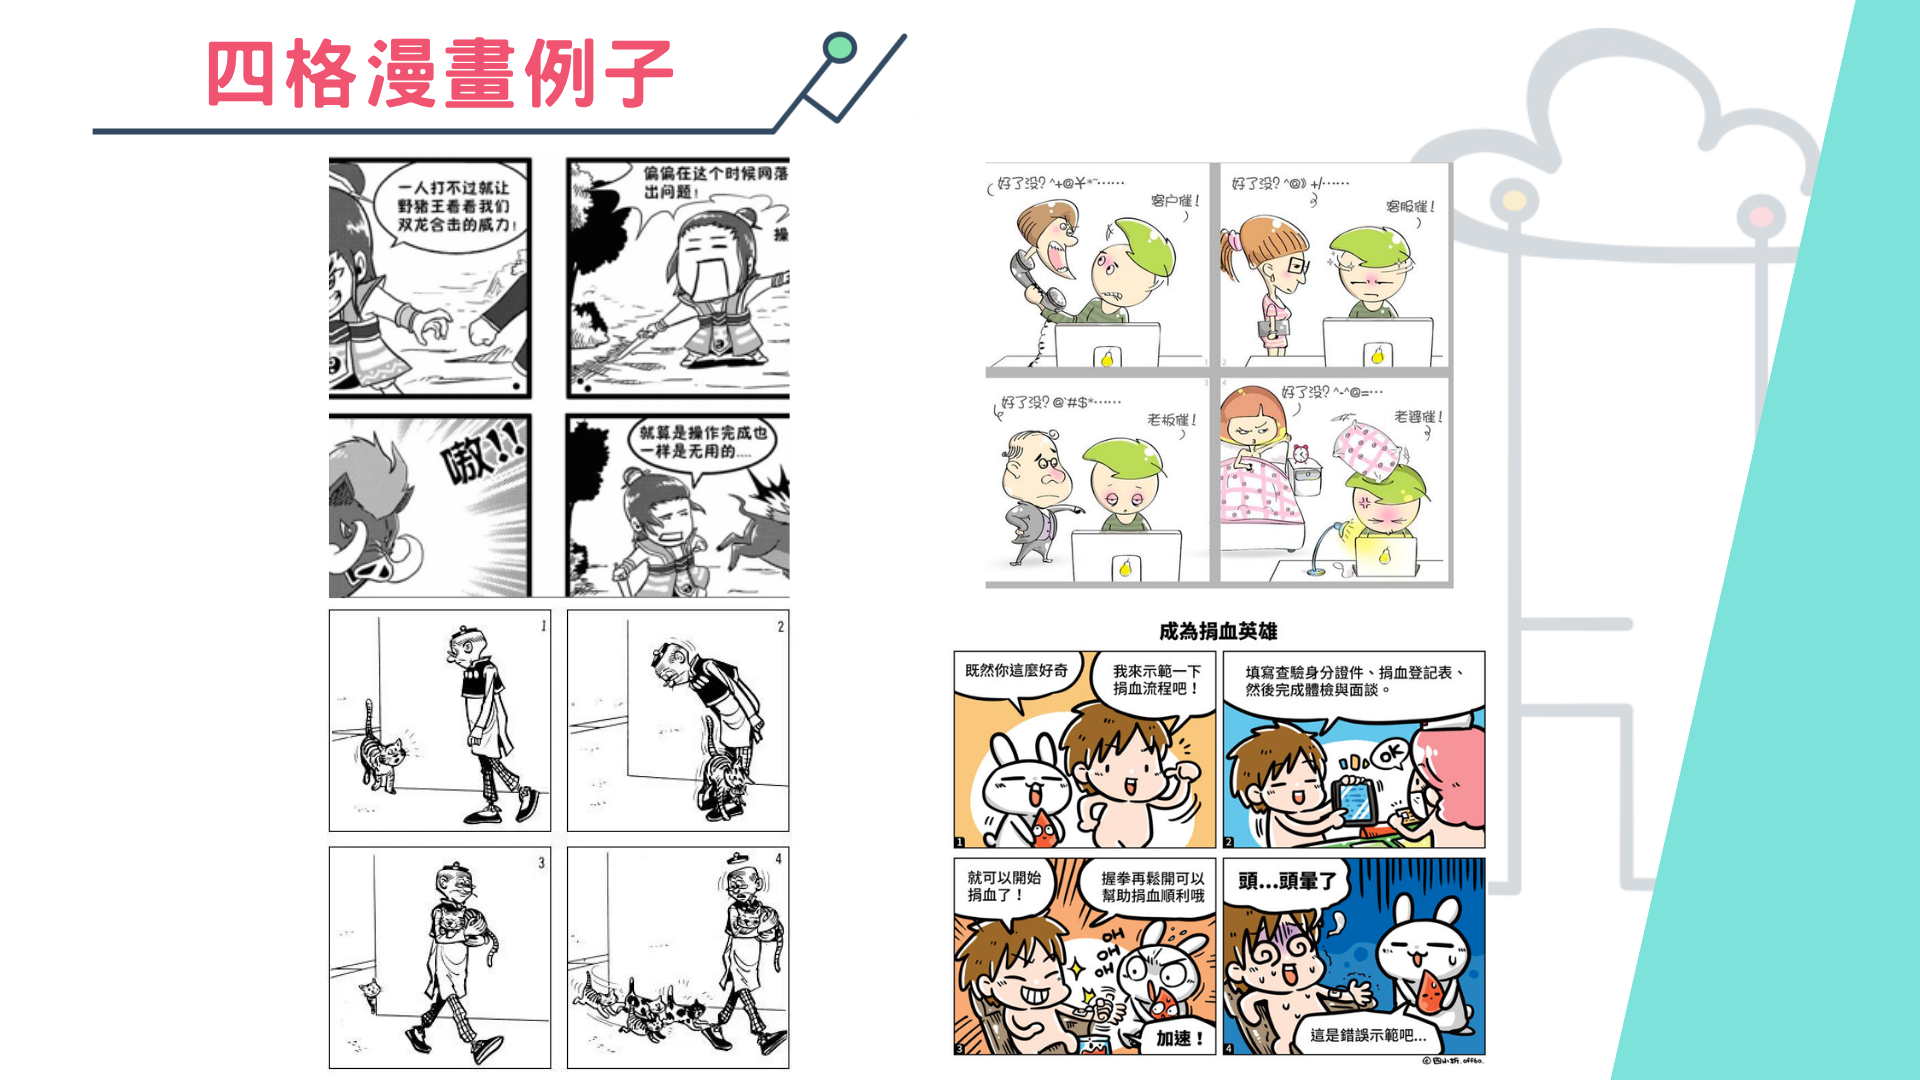 四格漫畫例子
一人打不过就让
野猪王看看我们
双龙合击的威力!
偏偏在这个时候网落
出问题!
操
嗷!!
就算是操作完成也
一样是无用的....
好了没? ^+@¥*~……
客户催!
1
好了没? ^@》+/……
客服催!
2
好了没? @`#$*……
老板催!
3
好了没? ^-^@=…
老婆催!
4
1
2
3
4
成為捐血英雄
既然你這麼好奇
我來示範一下
捐血流程吧!
1
填寫查驗身分證件、捐血登記表、
然後完成體檢與面談。
OK
2
就可以開始
捐血了!
握拳再鬆開可以
幫助捐血順利哦
加速!
3
頭...頭暈了
這是錯誤示範吧...
4